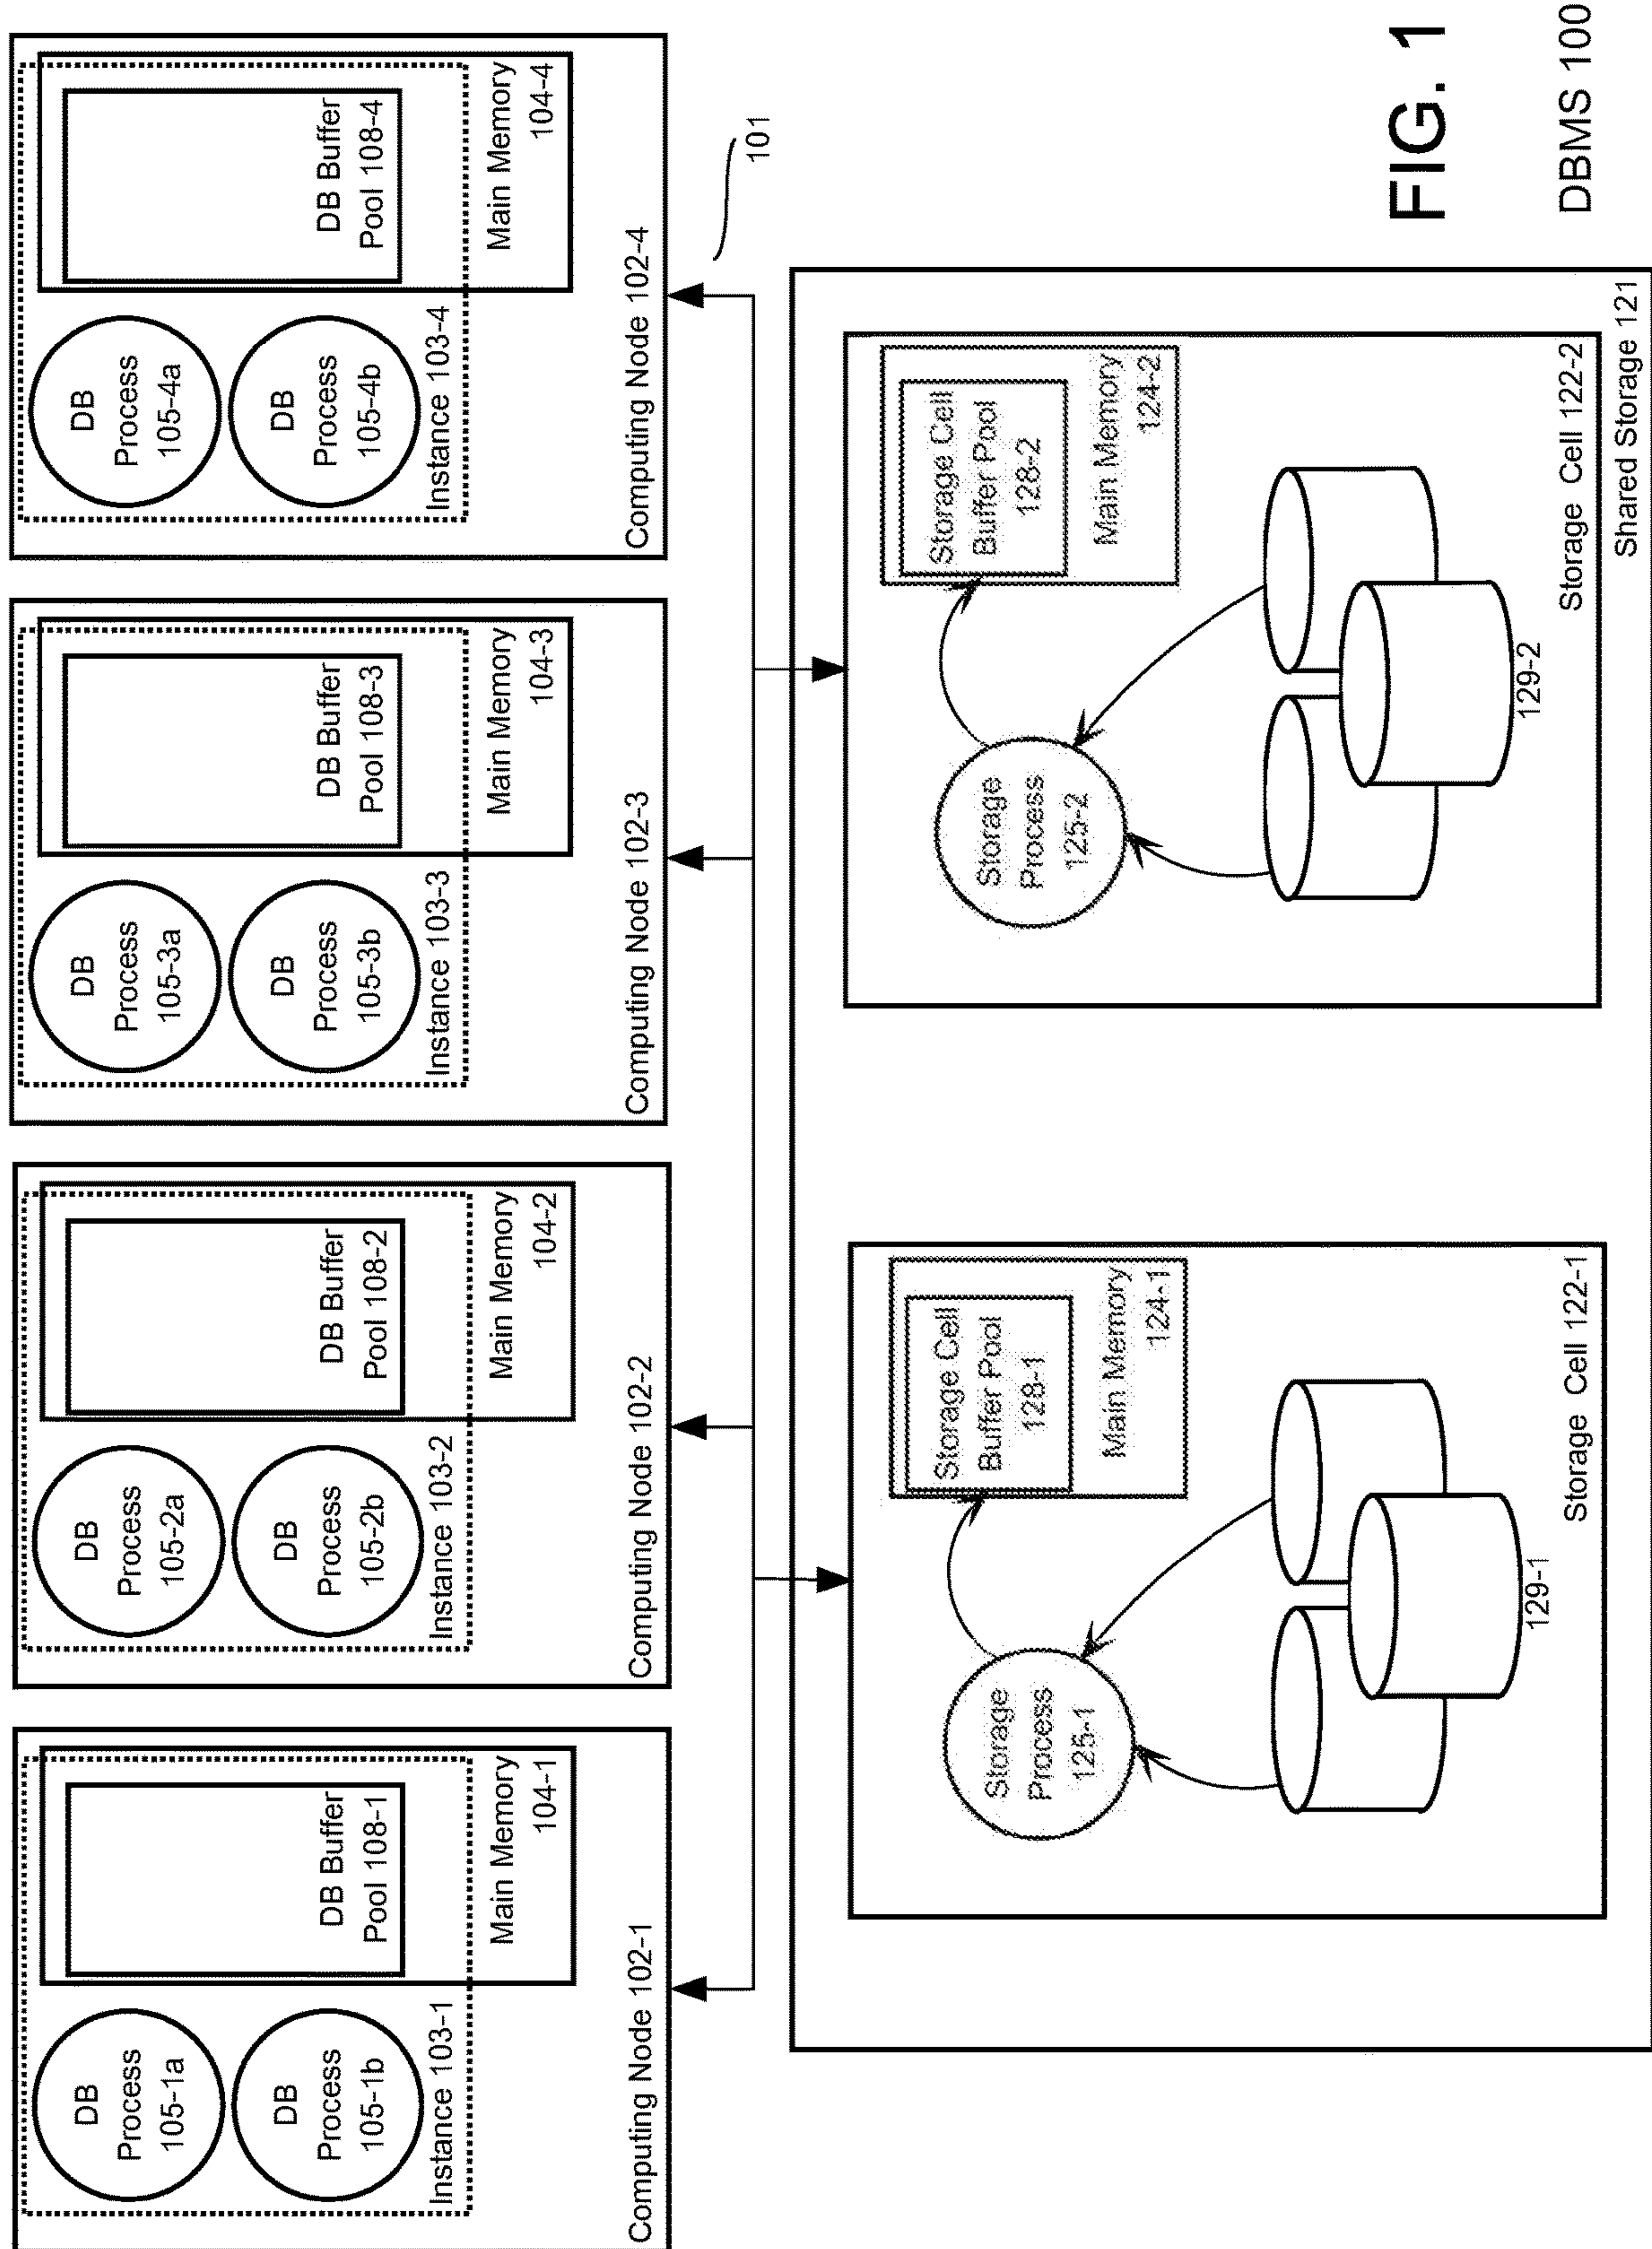 DB
Process
105-1a
DB
Process
105-1b
Instance 103-1
DB Buffer
Pool 108-1
Main Memory
104-1
Computing Node 102-1
DB
Process
105-2a
DB
Process
105-2b
Instance 103-2
DB Buffer
Pool 108-2
Main Memory
104-2
Computing Node 102-2
DB
Process
105-3a
DB
Process
105-3b
Instance 103-3
DB Buffer
Pool 108-3
Main Memory
104-3
Computing Node 102-3
DB
Process
105-4a
DB
Process
105-4b
Instance 103-4
DB Buffer
Pool 108-4
Main Memory
104-4
Computing Node 102-4
101
Storage
Process
125-1
Storage Cell
Buffer Pool
128-1
Main Memory
124-1
129-1
Storage Cell 122-1
Storage
Process
125-2
Storage Cell
Buffer Pool
128-2
Main Memory
124-2
129-2
Storage Cell 122-2
Shared Storage 121
FIG. 1
DBMS 100